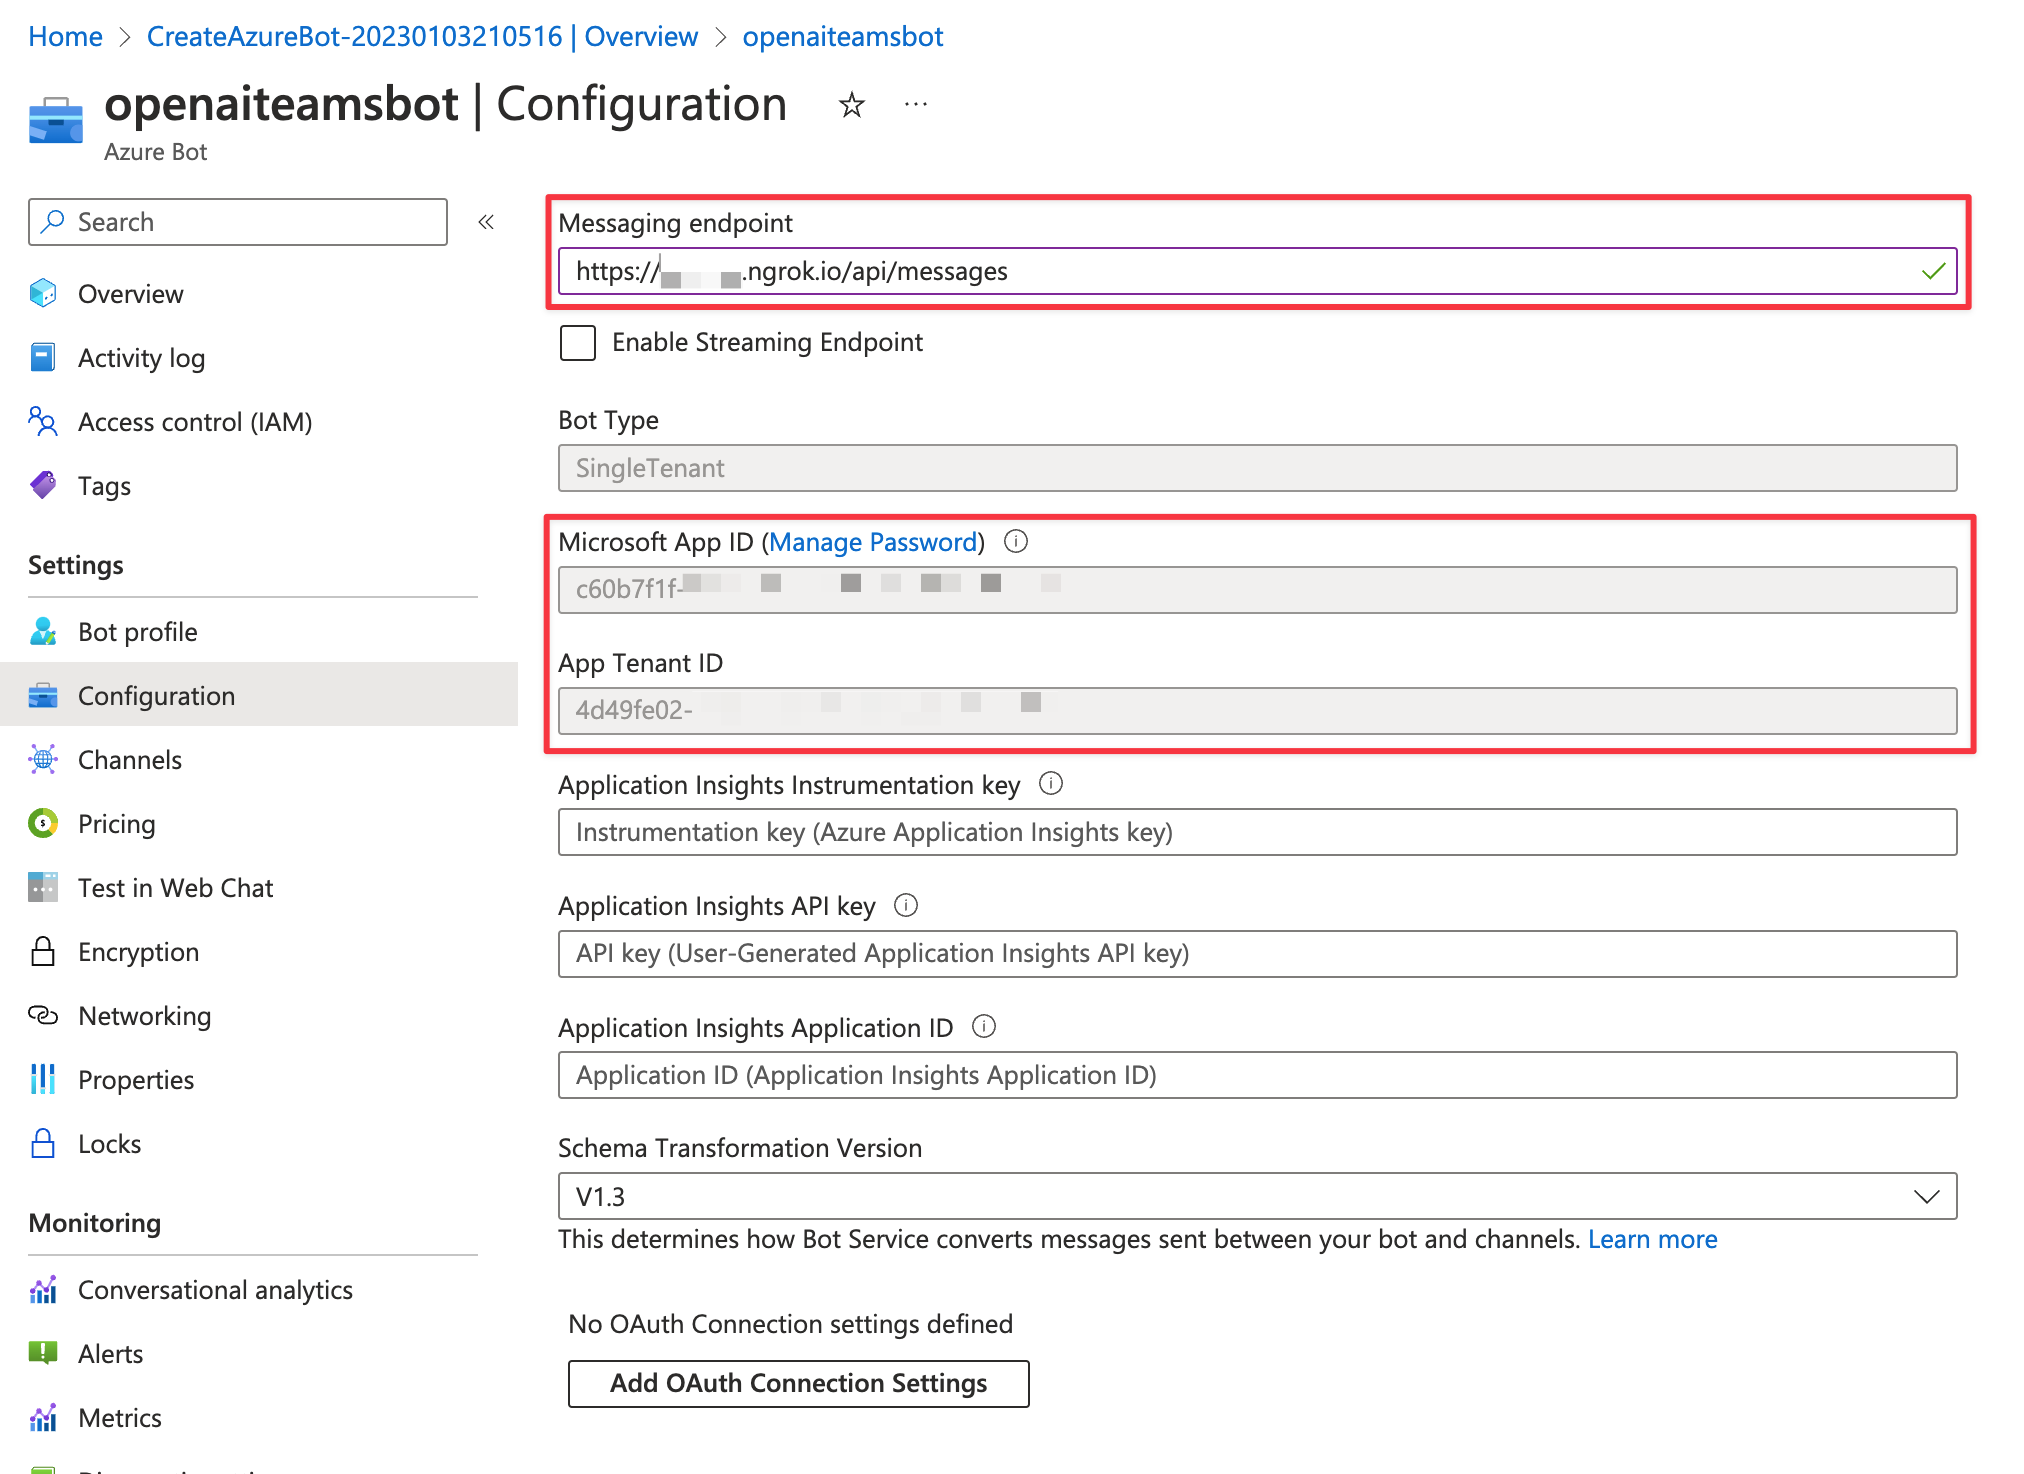 Home > CreateAzureBot-20230103210516 | Overview > openaiteamsbot
openaiteamsbot | Configuration
Azure Bot
Search
Overview
Activity log
Access control (IAM)
Tags
Settings
Bot profile
Configuration
Channels
Pricing
Test in Web Chat
Encryption
Networking
Properties
Locks
Monitoring
Conversational analytics
Alerts
Metrics
Messaging endpoint
https:// .ngrok.io/api/messages
Enable Streaming Endpoint
Bot Type
SingleTenant
Microsoft App ID (Manage Password)
c60b7f1f-
App Tenant ID
4d49fe02-
Application Insights Instrumentation key
Instrumentation key (Azure Application Insights key)
Application Insights API key
API key (User-Generated Application Insights API key)
Application Insights Application ID
Application ID (Application Insights Application ID)
Schema Transformation Version
V1.3
This determines how Bot Service converts messages sent between your bot and channels. Learn more
No OAuth Connection settings defined
Add OAuth Connection Settings